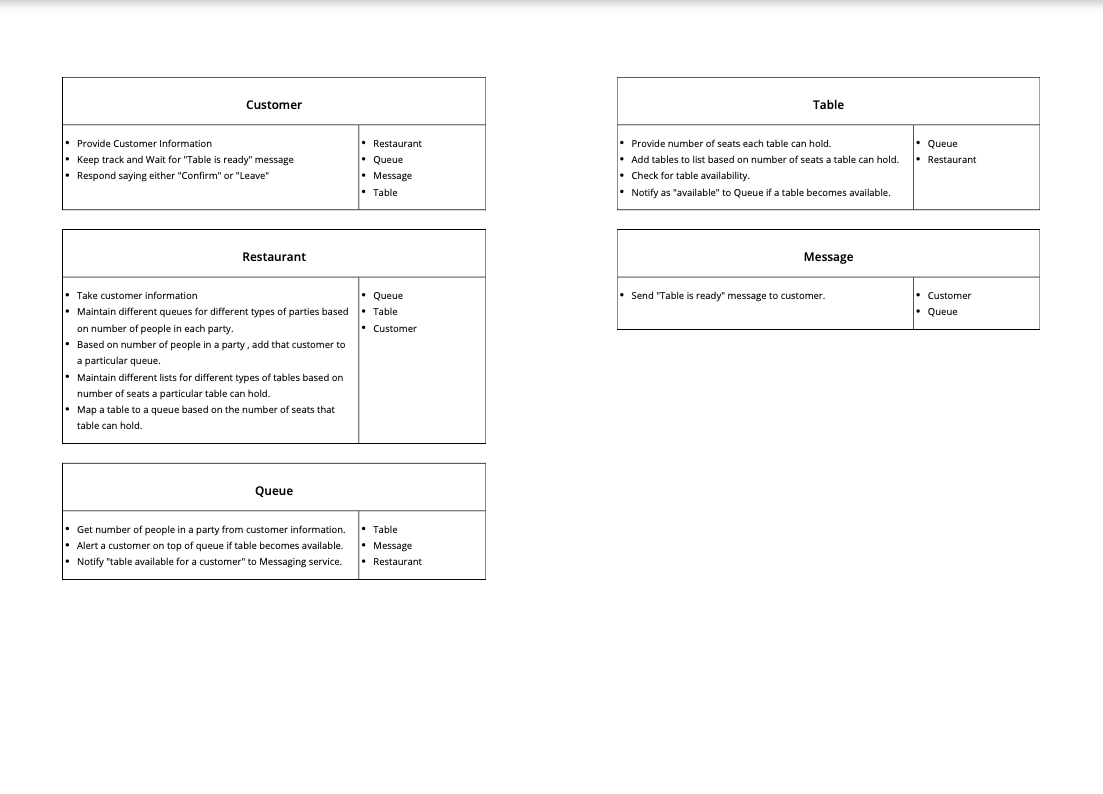 Customer
• Provide Customer Information
• Keep track and Wait for "Table is ready" message
• Respond saying either "Confirm" or "Leave"
• Restaurant
• Queue
• Message
• Table
Restaurant
• Take customer information
• Maintain different queues for different types of parties based
on number of people in each party.
• Based on number of people in a party , add that customer to
a particular queue.
• Maintain different lists for different types of tables based on
number of seats a particular table can hold.
• Map a table to a queue based on the number of seats that
table can hold.
• Queue
• Table
• Customer
Queue
• Get number of people in a party from customer information.
• Alert a customer on top of queue if table becomes available.
• Notify "table available for a customer" to Messaging service.
• Table
• Message
• Restaurant
Table
• Provide number of seats each table can hold.
• Add tables to list based on number of seats a table can hold.
• Check for table availability.
• Notify as "available" to Queue if a table becomes available.
• Queue
• Restaurant
Message
• Send "Table is ready" message to customer.
• Customer
• Queue